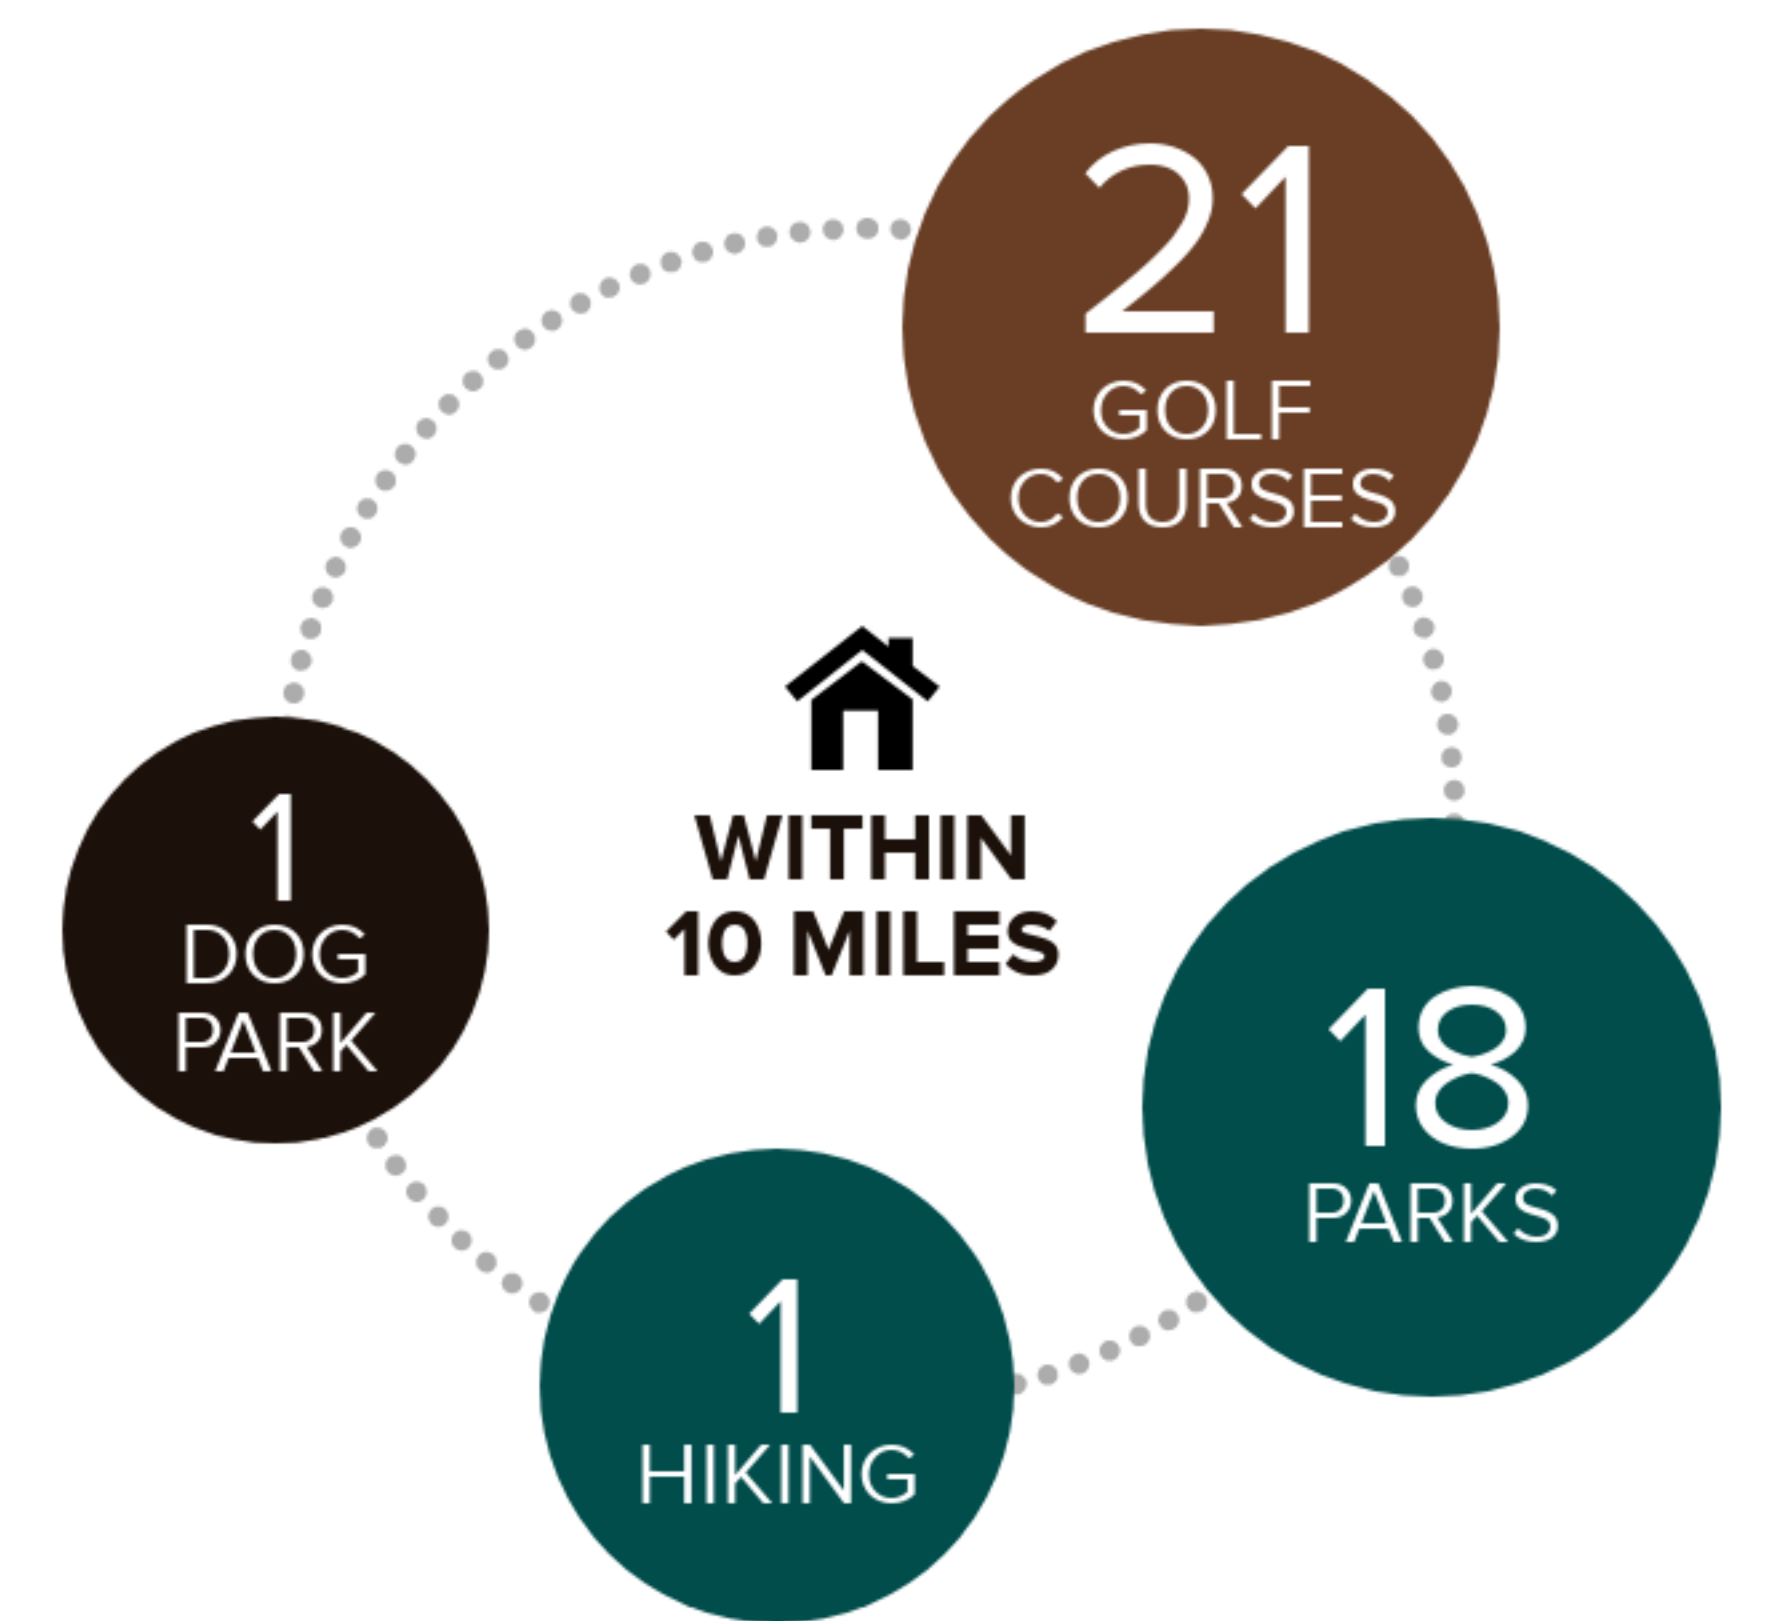 21
GOLF
COURSES
1
DOG
PARK
WITHIN
10 MILES
18
PARKS
1
HIKING